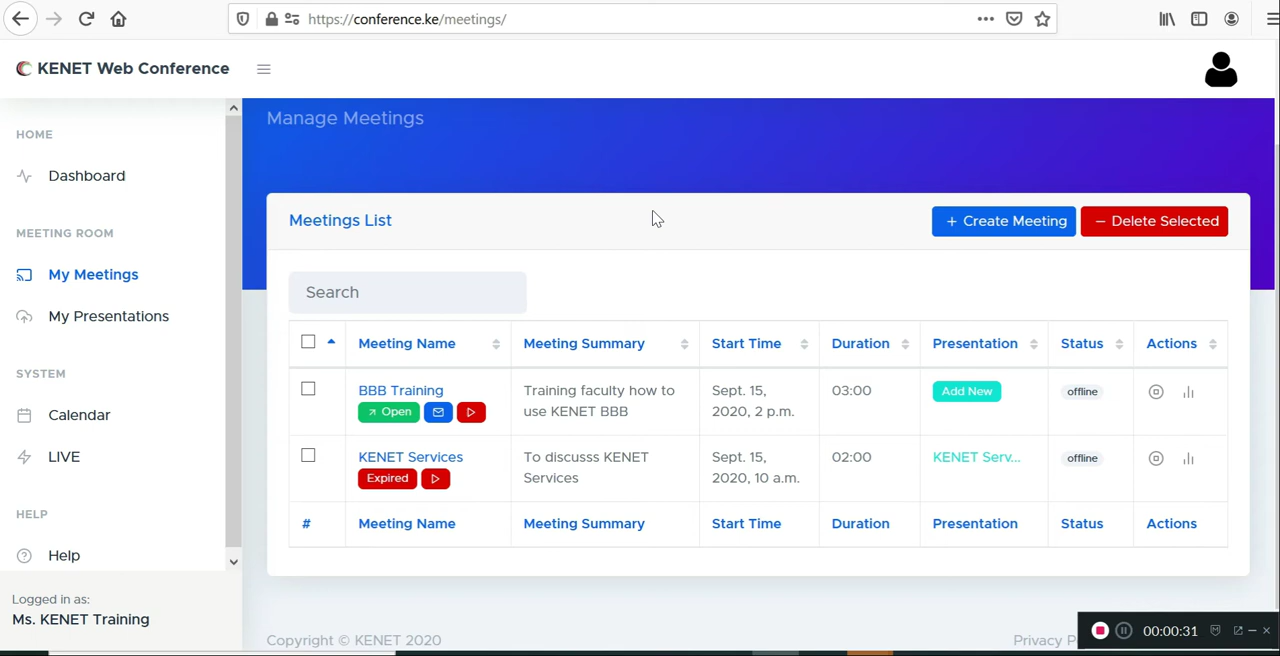 https://conference.ke/meetings/
KENET Web Conference
HOME
Dashboard
MEETING ROOM
My Meetings
My Presentations
SYSTEM
Calendar
LIVE
HELP
Help
Logged in as:
Ms. KENET Training
Manage Meetings
Meetings List
+ Create Meeting
− Delete Selected
Search
Meeting Name Meeting Summary Start Time Duration Presentation Status Actions
BBB Training Training faculty how to Sept. 15, 03:00 Add New offline
Open use KENET BBB 2020, 2 p.m.
KENET Services To discusss KENET Sept. 15, 02:00 KENET Serv... offline
Expired Services 2020, 10 a.m.
# Meeting Name Meeting Summary Start Time Duration Presentation Status Actions
Copyright © KENET 2020
Privacy
00:00:31